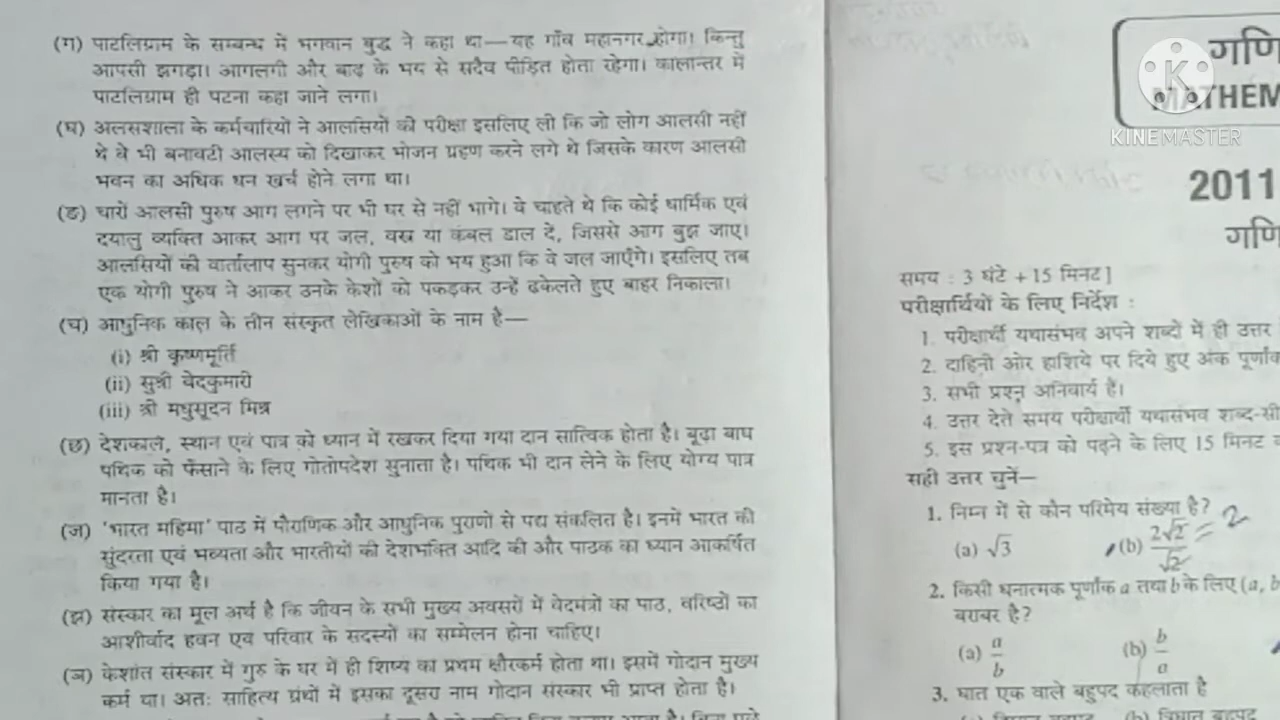 (ग) पाटलिग्राम के सम्बन्ध में भगवान बुद्ध ने कहा था—यह गाँव महानगर होगा। किन्तु
आपसी झगड़ा। आगलगी और बाढ़ के भय से सदैव पीड़ित होता रहेगा। कालान्तर में
पाटलिग्राम ही पटना कहा जाने लगा।
(घ) अलसशाला के कर्मचारियों ने आलसियों की परीक्षा इसलिए ली कि जो लोग आलसी नहीं
थे वे भी बनावटी आलस्य को दिखाकर भोजन ग्रहण करने लगे थे जिसके कारण आलसी
भवन का अधिक धन खर्च होने लगा था।
(ङ) चारों आलसी पुरुष आग लगने पर भी घर से नहीं भागे। वे चाहते थे कि कोई धार्मिक एवं
दयालु व्यक्ति आकर आग पर जल, वस्त्र या कंबल डाल दे, जिससे आग बुझ जाए।
आलसियों की वार्तालाप सुनकर योगी पुरुष को भय हुआ कि वे जल जाएँगे। इसलिए तब
एक योगी पुरुष ने आकर उनके केशों को पकड़कर उन्हें ढकेलते हुए बाहर निकाला।
(च) आधुनिक काल के तीन संस्कृत लेखिकाओं के नाम है—
(i) श्री कृष्णमूर्ति
(ii) सुश्री वेदकुमारी
(iii) श्री मधुसूदन मिश्र
(छ) देशकाल, स्थान एवं पात्र को ध्यान में रखकर दिया गया दान सात्विक होता है। बूढ़ा बाघ
पथिक को फँसाने के लिए गोतोपदेश सुनाता है। पथिक भी दान लेने के लिए योग्य पात्र
मानता है।
(ज) 'भारत महिमा' पाठ में पौराणिक और आधुनिक पुराणों से पद्य संकलित है। इनमें भारत की
सुंदरता एवं भव्यता और भारतीयों की देशभक्ति आदि की और पाठक का ध्यान आकर्षित
किया गया है।
(झ) संस्कार का मूल अर्थ है कि जीवन के सभी मुख्य अवसरों में वेदमंत्रों का पाठ, वरिष्ठों का
आशीर्वाद हवन एवं परिवार के सदस्यों का सम्मेलन होना चाहिए।
(ञ) केशांत संस्कार में गुरु के घर में ही शिष्य का प्रथम क्षौरकर्म होता था। इसमें गोदान मुख्य
कर्म था। अतः साहित्य ग्रंथों में इसका दूसरा नाम गोदान संस्कार भी प्राप्त होता है।
गणि
MATHEM
KINEMASTER
2011
गणि
समय : 3 घंटे + 15 मिनट ]
परीक्षार्थियों के लिए निर्देश :
1. परीक्षार्थी यथासंभव अपने शब्दों में ही उत्तर
2. दाहिनी ओर हाशिये पर दिये हुए अंक पूर्णांक
3. सभी प्रश्न अनिवार्य हैं।
4. उत्तर देते समय परीक्षार्थी यथासंभव शब्द-सी
5. इस प्रश्न-पत्र को पढ़ने के लिए 15 मिनट
सही उत्तर चुनें—
1. निम्न में से कौन परिमेय संख्या है?
(a) √3 (b) 2√2/√2 = 2
2. किसी धनात्मक पूर्णांक a तथा b के लिए (a, b
बराबर है?
(a) a/b (b) b/a
3. घात एक वाले बहुपद कहलाता है